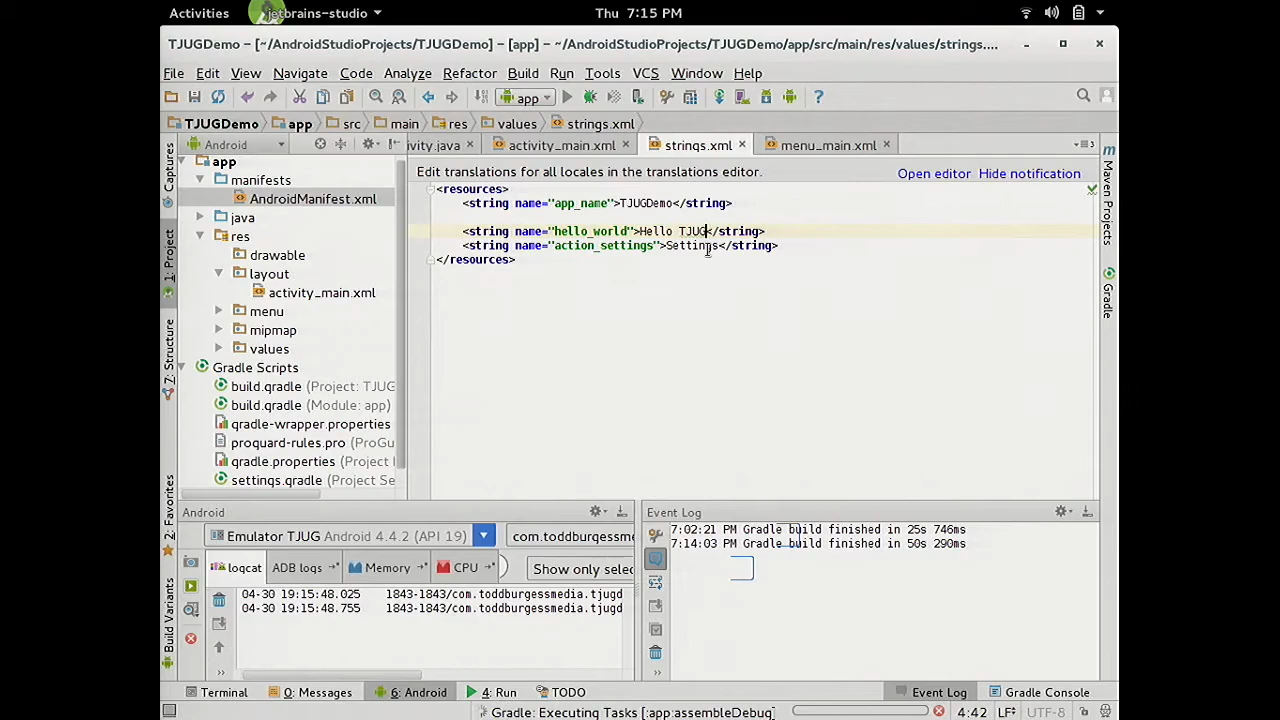 Activities
jetbrains-studio
Thu 7:15 PM
TJUGDemo – [~/AndroidStudioProjects/TJUGDemo] – [app] – ~/AndroidStudioProjects/TJUGDemo/app/src/main/res/values/strings....
File Edit View Navigate Code Analyze Refactor Build Run Tools VCS Window Help
app
TJUGDemo app src main res values strings.xml
Android
ivity.java activity_main.xml strings.xml menu_main.xml
Captures
1: Project
7: Structure
2: Favorites
Build Variants
app
manifests
AndroidManifest.xml
java
res
drawable
layout
activity_main.xml
menu
mipmap
values
Gradle Scripts
build.gradle (Project: TJUG
build.gradle (Module: app)
gradle-wrapper.properties
proguard-rules.pro (ProGu
gradle.properties (Project
settings.gradle (Project Se
Edit translations for all locales in the translations editor.
Open editor Hide notification
<resources>
<string name="app_name">TJUGDemo</string>
<string name="hello_world">Hello TJUG</string>
<string name="action_settings">Settings</string>
</resources>
Maven Projects
Gradle
Android
Emulator TJUG Android 4.4.2 (API 19)
com.toddburgessme
logcat ADB logs Memory CPU Show only selec
04-30 19:15:48.025 1843-1843/com.toddburgessmedia.tjugd
04-30 19:15:48.755 1843-1843/com.toddburgessmedia.tjugd
Event Log
7:02:21 PM Gradle build finished in 25s 746ms
7:14:03 PM Gradle build finished in 50s 290ms
Terminal 0: Messages 6: Android 4: Run TODO Event Log Gradle Console
Gradle: Executing Tasks [:app:assembleDebug]
4:42 LF UTF-8